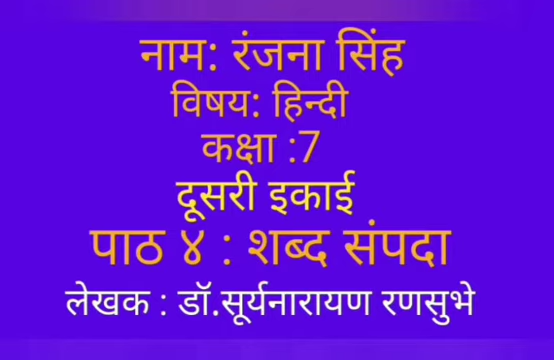 नाम: रंजना सिंह
विषय: हिन्दी
कक्षा :7
दूसरी इकाई
पाठ ४ : शब्द संपदा
लेखक : डॉ.सूर्यनारायण रणसुभे